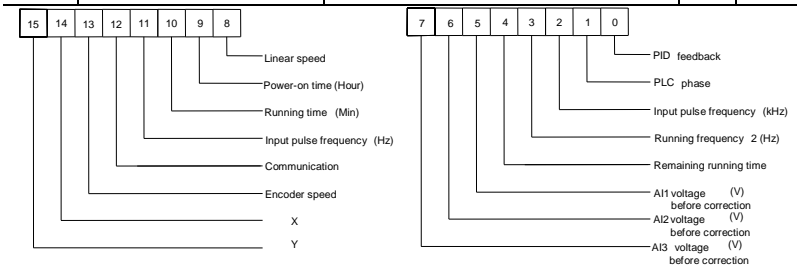 15 14 13 12 11 10 9 8
Linear speed
Power-on time (Hour)
Running time (Min)
Input pulse frequency (Hz)
Communication
Encoder speed
X
Y
7 6 5 4 3 2 1 0
PID feedback
PLC phase
Input pulse frequency (kHz)
Running frequency 2 (Hz)
Remaining running time
AI1 voltage (V)
before correction
AI2 voltage (V)
before correction
AI3 voltage (V)
before correction